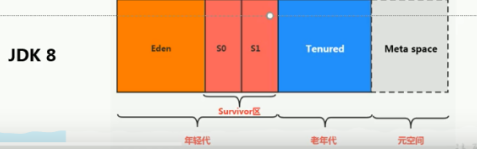 JDK 8
Eden
S0
S1
Tenured
Meta space
Survivor区
年轻代
老年代
元空间